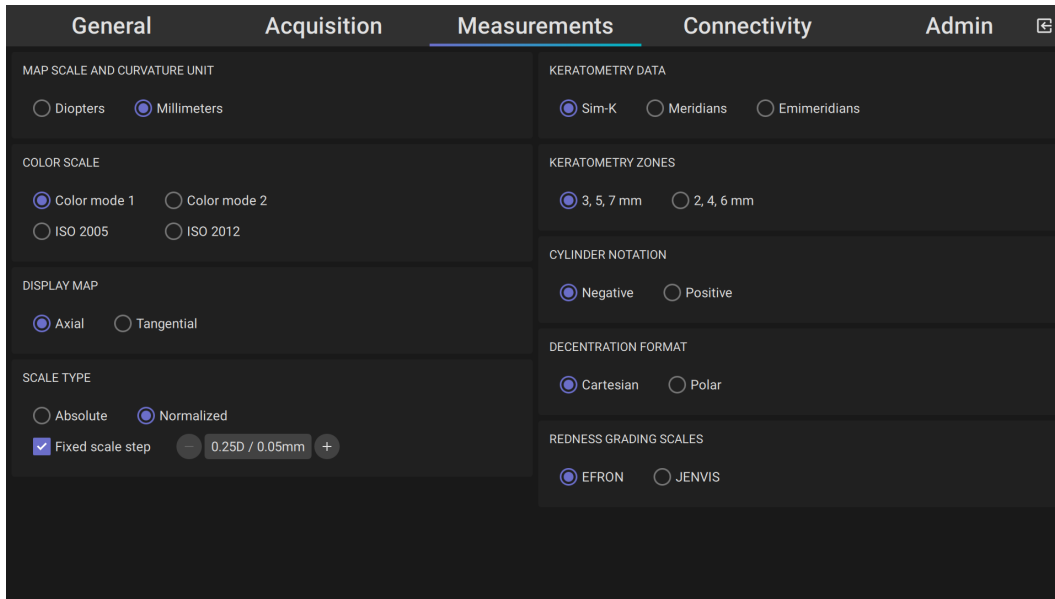 General Acquisition Measurements Connectivity Admin
MAP SCALE AND CURVATURE UNIT
Diopters Millimeters
COLOR SCALE
Color mode 1 Color mode 2
ISO 2005 ISO 2012
DISPLAY MAP
Axial Tangential
SCALE TYPE
Absolute Normalized
Fixed scale step − 0.25D / 0.05mm +
KERATOMETRY DATA
Sim-K Meridians Emimeridians
KERATOMETRY ZONES
3, 5, 7 mm 2, 4, 6 mm
CYLINDER NOTATION
Negative Positive
DECENTRATION FORMAT
Cartesian Polar
REDNESS GRADING SCALES
EFRON JENVIS